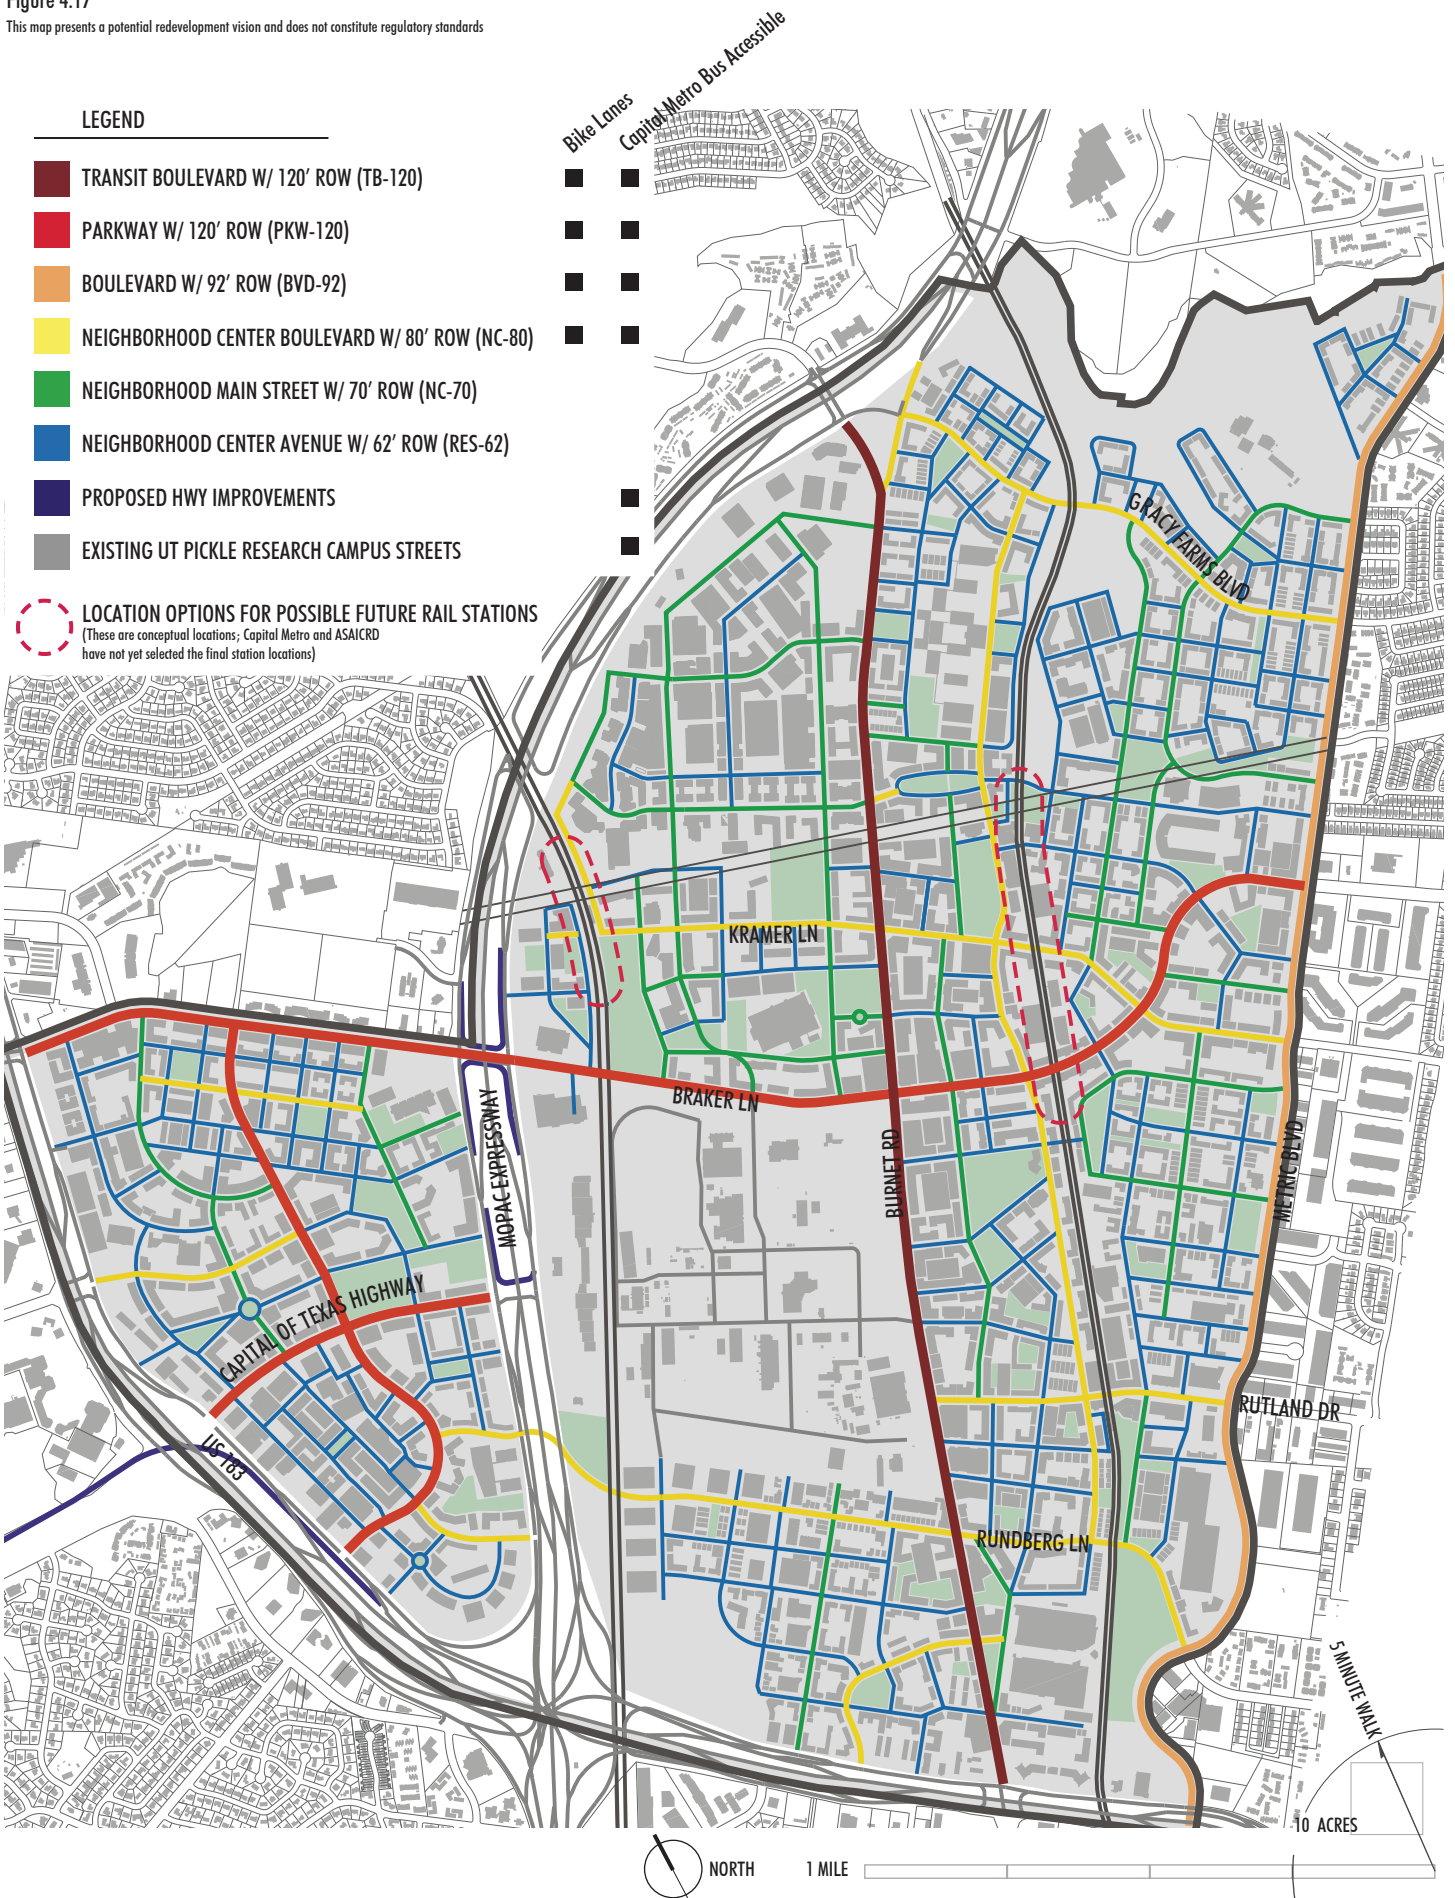 Figure 4.17
This map presents a potential redevelopment vision and does not constitute regulatory standards
LEGEND
Bike Lanes
Capital Metro Bus Accessible
TRANSIT BOULEVARD W/ 120’ ROW (TB-120)
PARKWAY W/ 120’ ROW (PKW-120)
BOULEVARD W/ 92’ ROW (BVD-92)
NEIGHBORHOOD CENTER BOULEVARD W/ 80’ ROW (NC-80)
NEIGHBORHOOD MAIN STREET W/ 70’ ROW (NC-70)
NEIGHBORHOOD CENTER AVENUE W/ 62’ ROW (RES-62)
PROPOSED HWY IMPROVEMENTS
EXISTING UT PICKLE RESEARCH CAMPUS STREETS
LOCATION OPTIONS FOR POSSIBLE FUTURE RAIL STATIONS
(These are conceptual locations; Capital Metro and ASAICRD
have not yet selected the final station locations)
GRACY FARMS BLVD
KRAMER LN
BRAKER LN
MOPAC EXPRESSWAY
BURNET RD
METRIC BLVD
CAPITAL OF TEXAS HIGHWAY
US 183
RUTLAND DR
RUNDBERG LN
5 MINUTE WALK
10 ACRES
NORTH
1 MILE